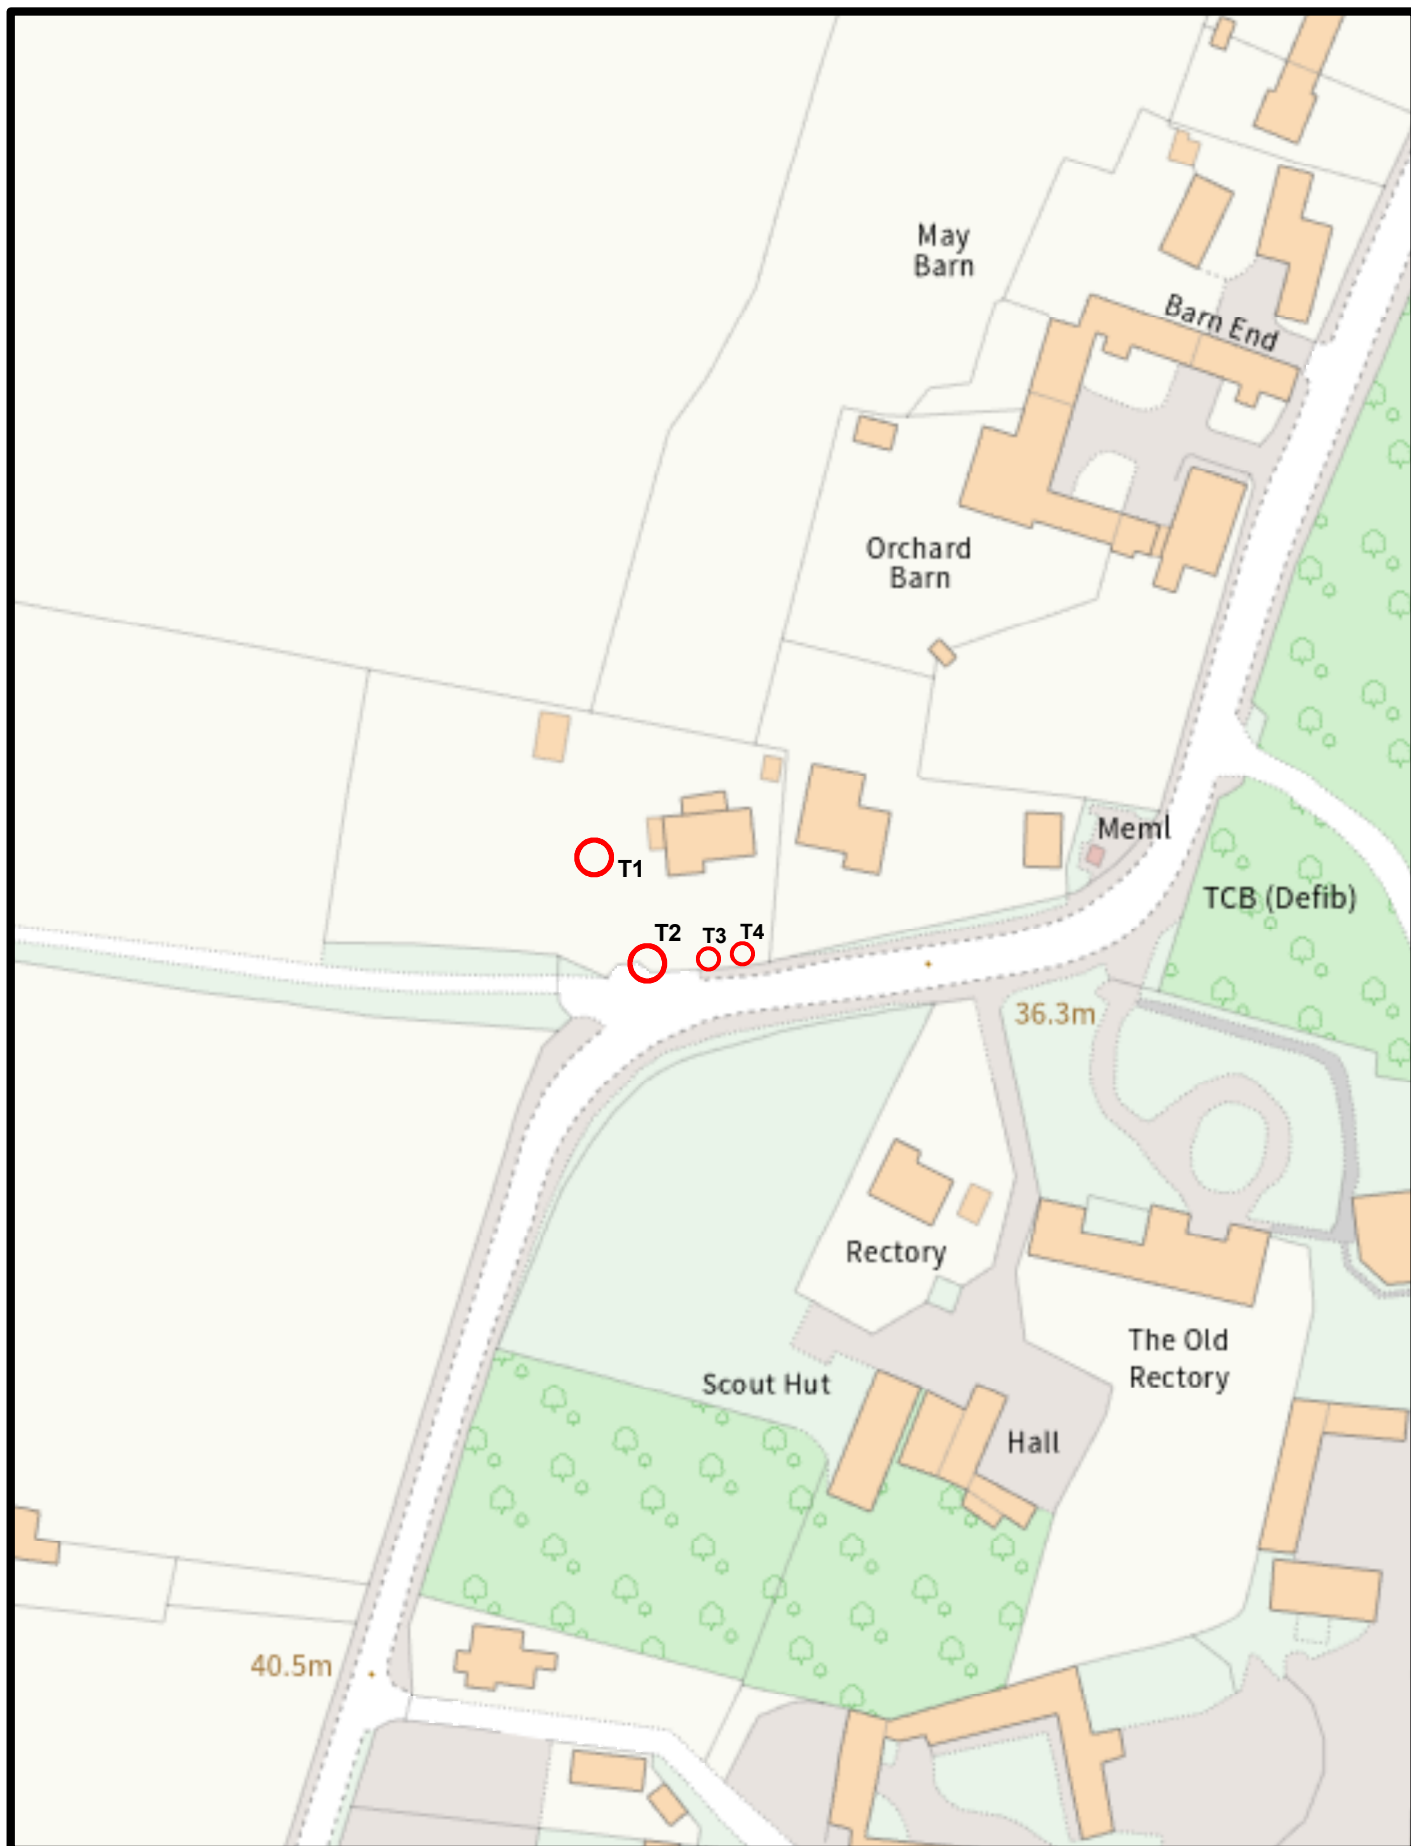 May
Barn
Barn End
Orchard
Barn
Meml
T1
TCB (Defib)
T2
T3
T4
36.3m
Rectory
The Old
Rectory
Scout Hut
Hall
40.5m